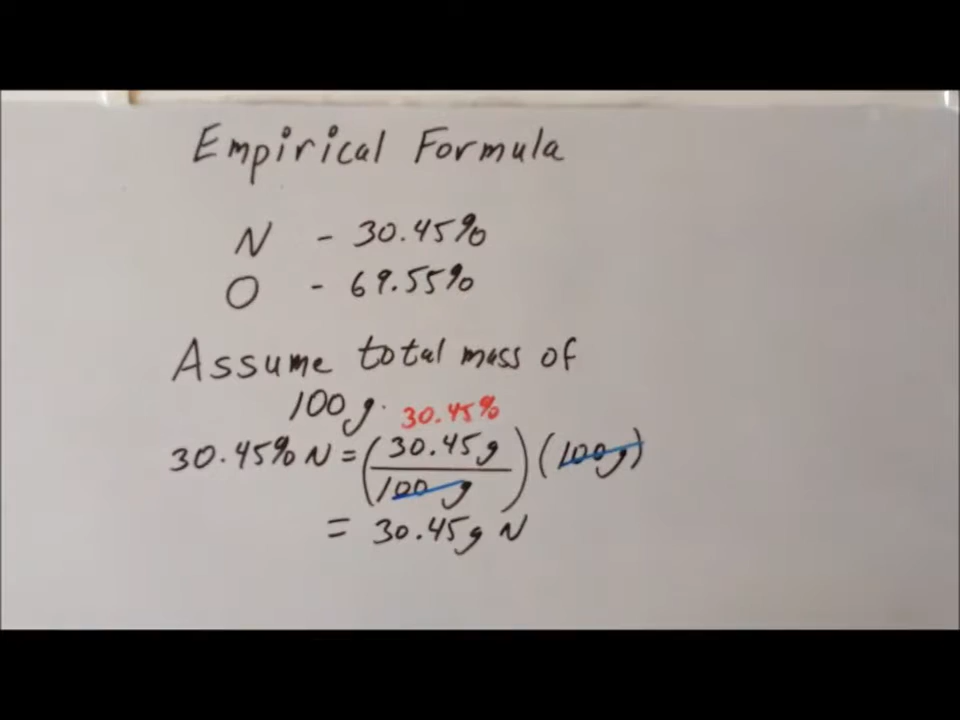 Empirical Formula
N - 30.45%
O - 69.55%
Assume total mass of
100g.
30.45%
30.45% N = (30.45g / 100 g) (100g)
= 30.45g N